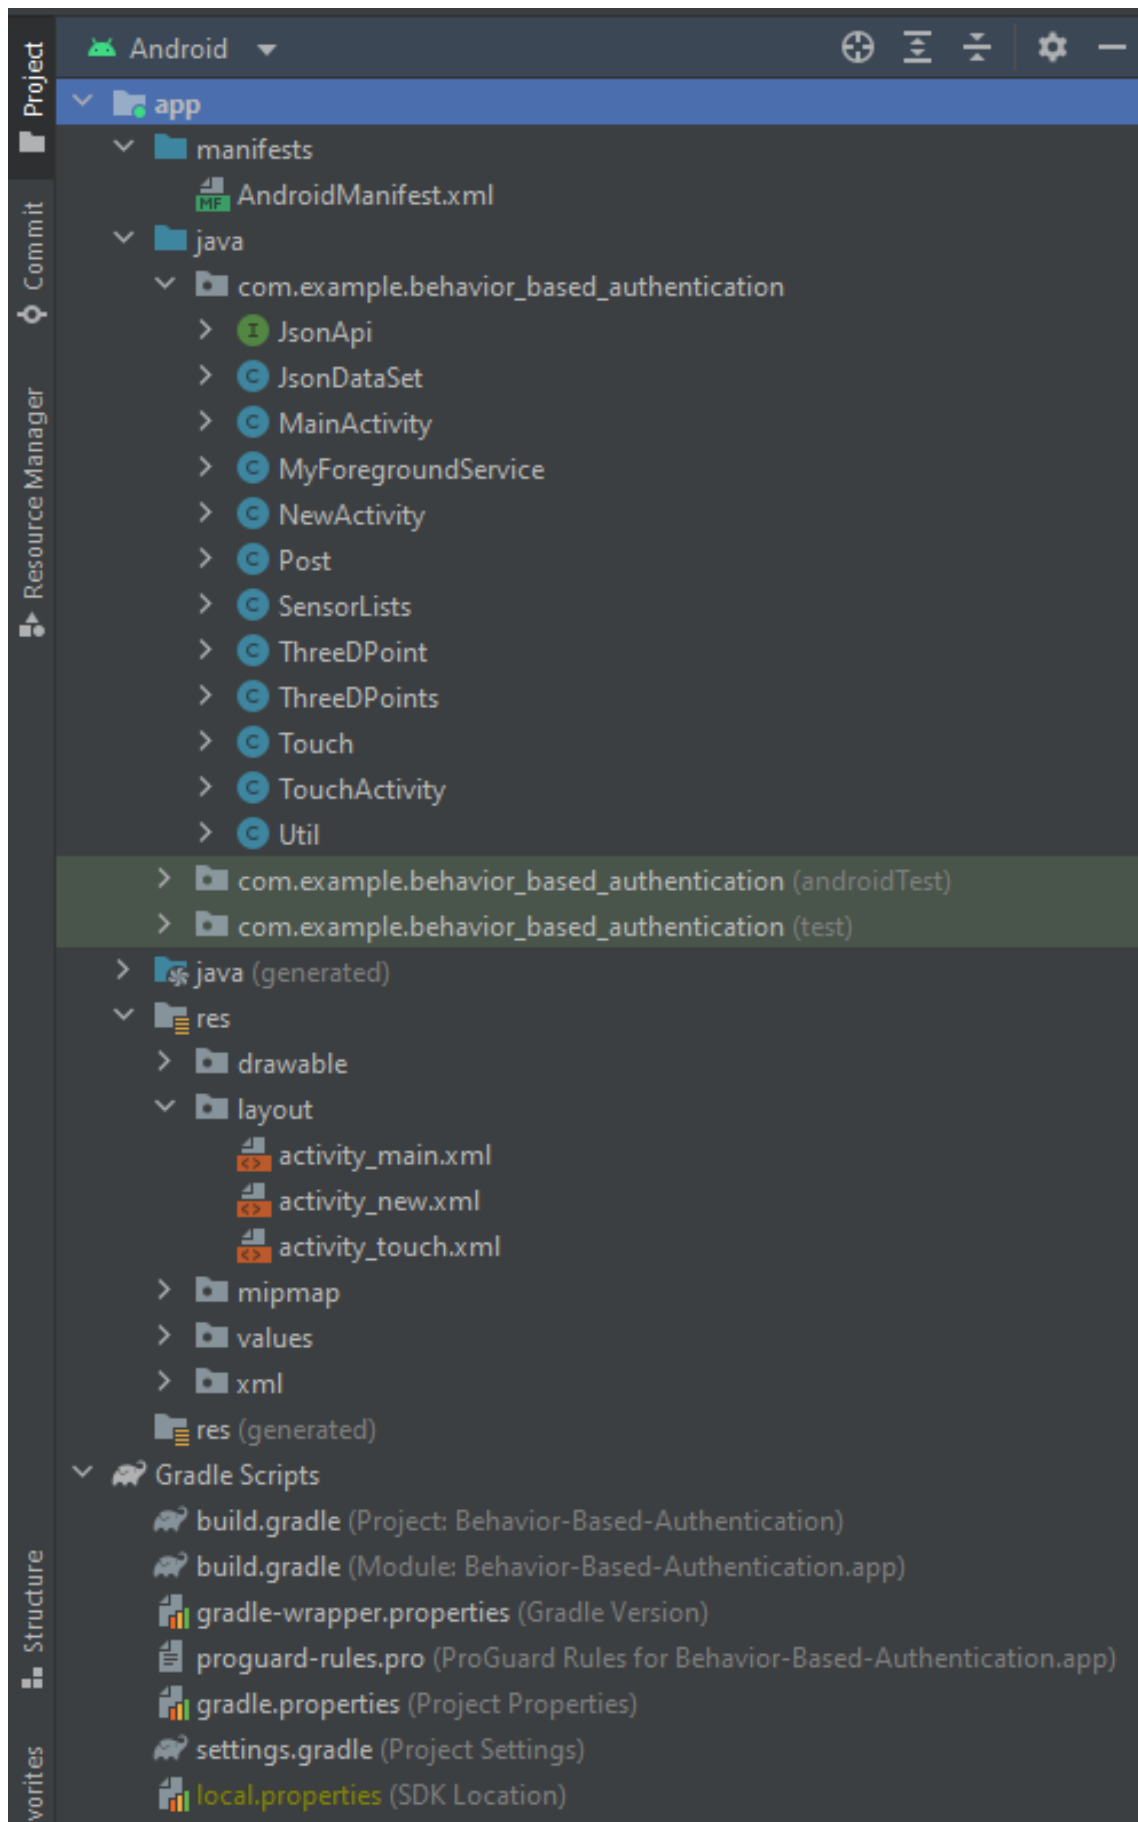 Android
app
manifests
AndroidManifest.xml
java
com.example.behavior_based_authentication
JsonApi
JsonDataSet
MainActivity
MyForegroundService
NewActivity
Post
SensorLists
ThreeDPoint
ThreeDPoints
Touch
TouchActivity
Util
com.example.behavior_based_authentication (androidTest)
com.example.behavior_based_authentication (test)
java (generated)
res
drawable
layout
activity_main.xml
activity_new.xml
activity_touch.xml
mipmap
values
xml
res (generated)
Gradle Scripts
build.gradle (Project: Behavior-Based-Authentication)
build.gradle (Module: Behavior-Based-Authentication.app)
gradle-wrapper.properties (Gradle Version)
proguard-rules.pro (ProGuard Rules for Behavior-Based-Authentication.app)
gradle.properties (Project Properties)
settings.gradle (Project Settings)
local.properties (SDK Location)
Project
Commit
Resource Manager
Structure
vorites